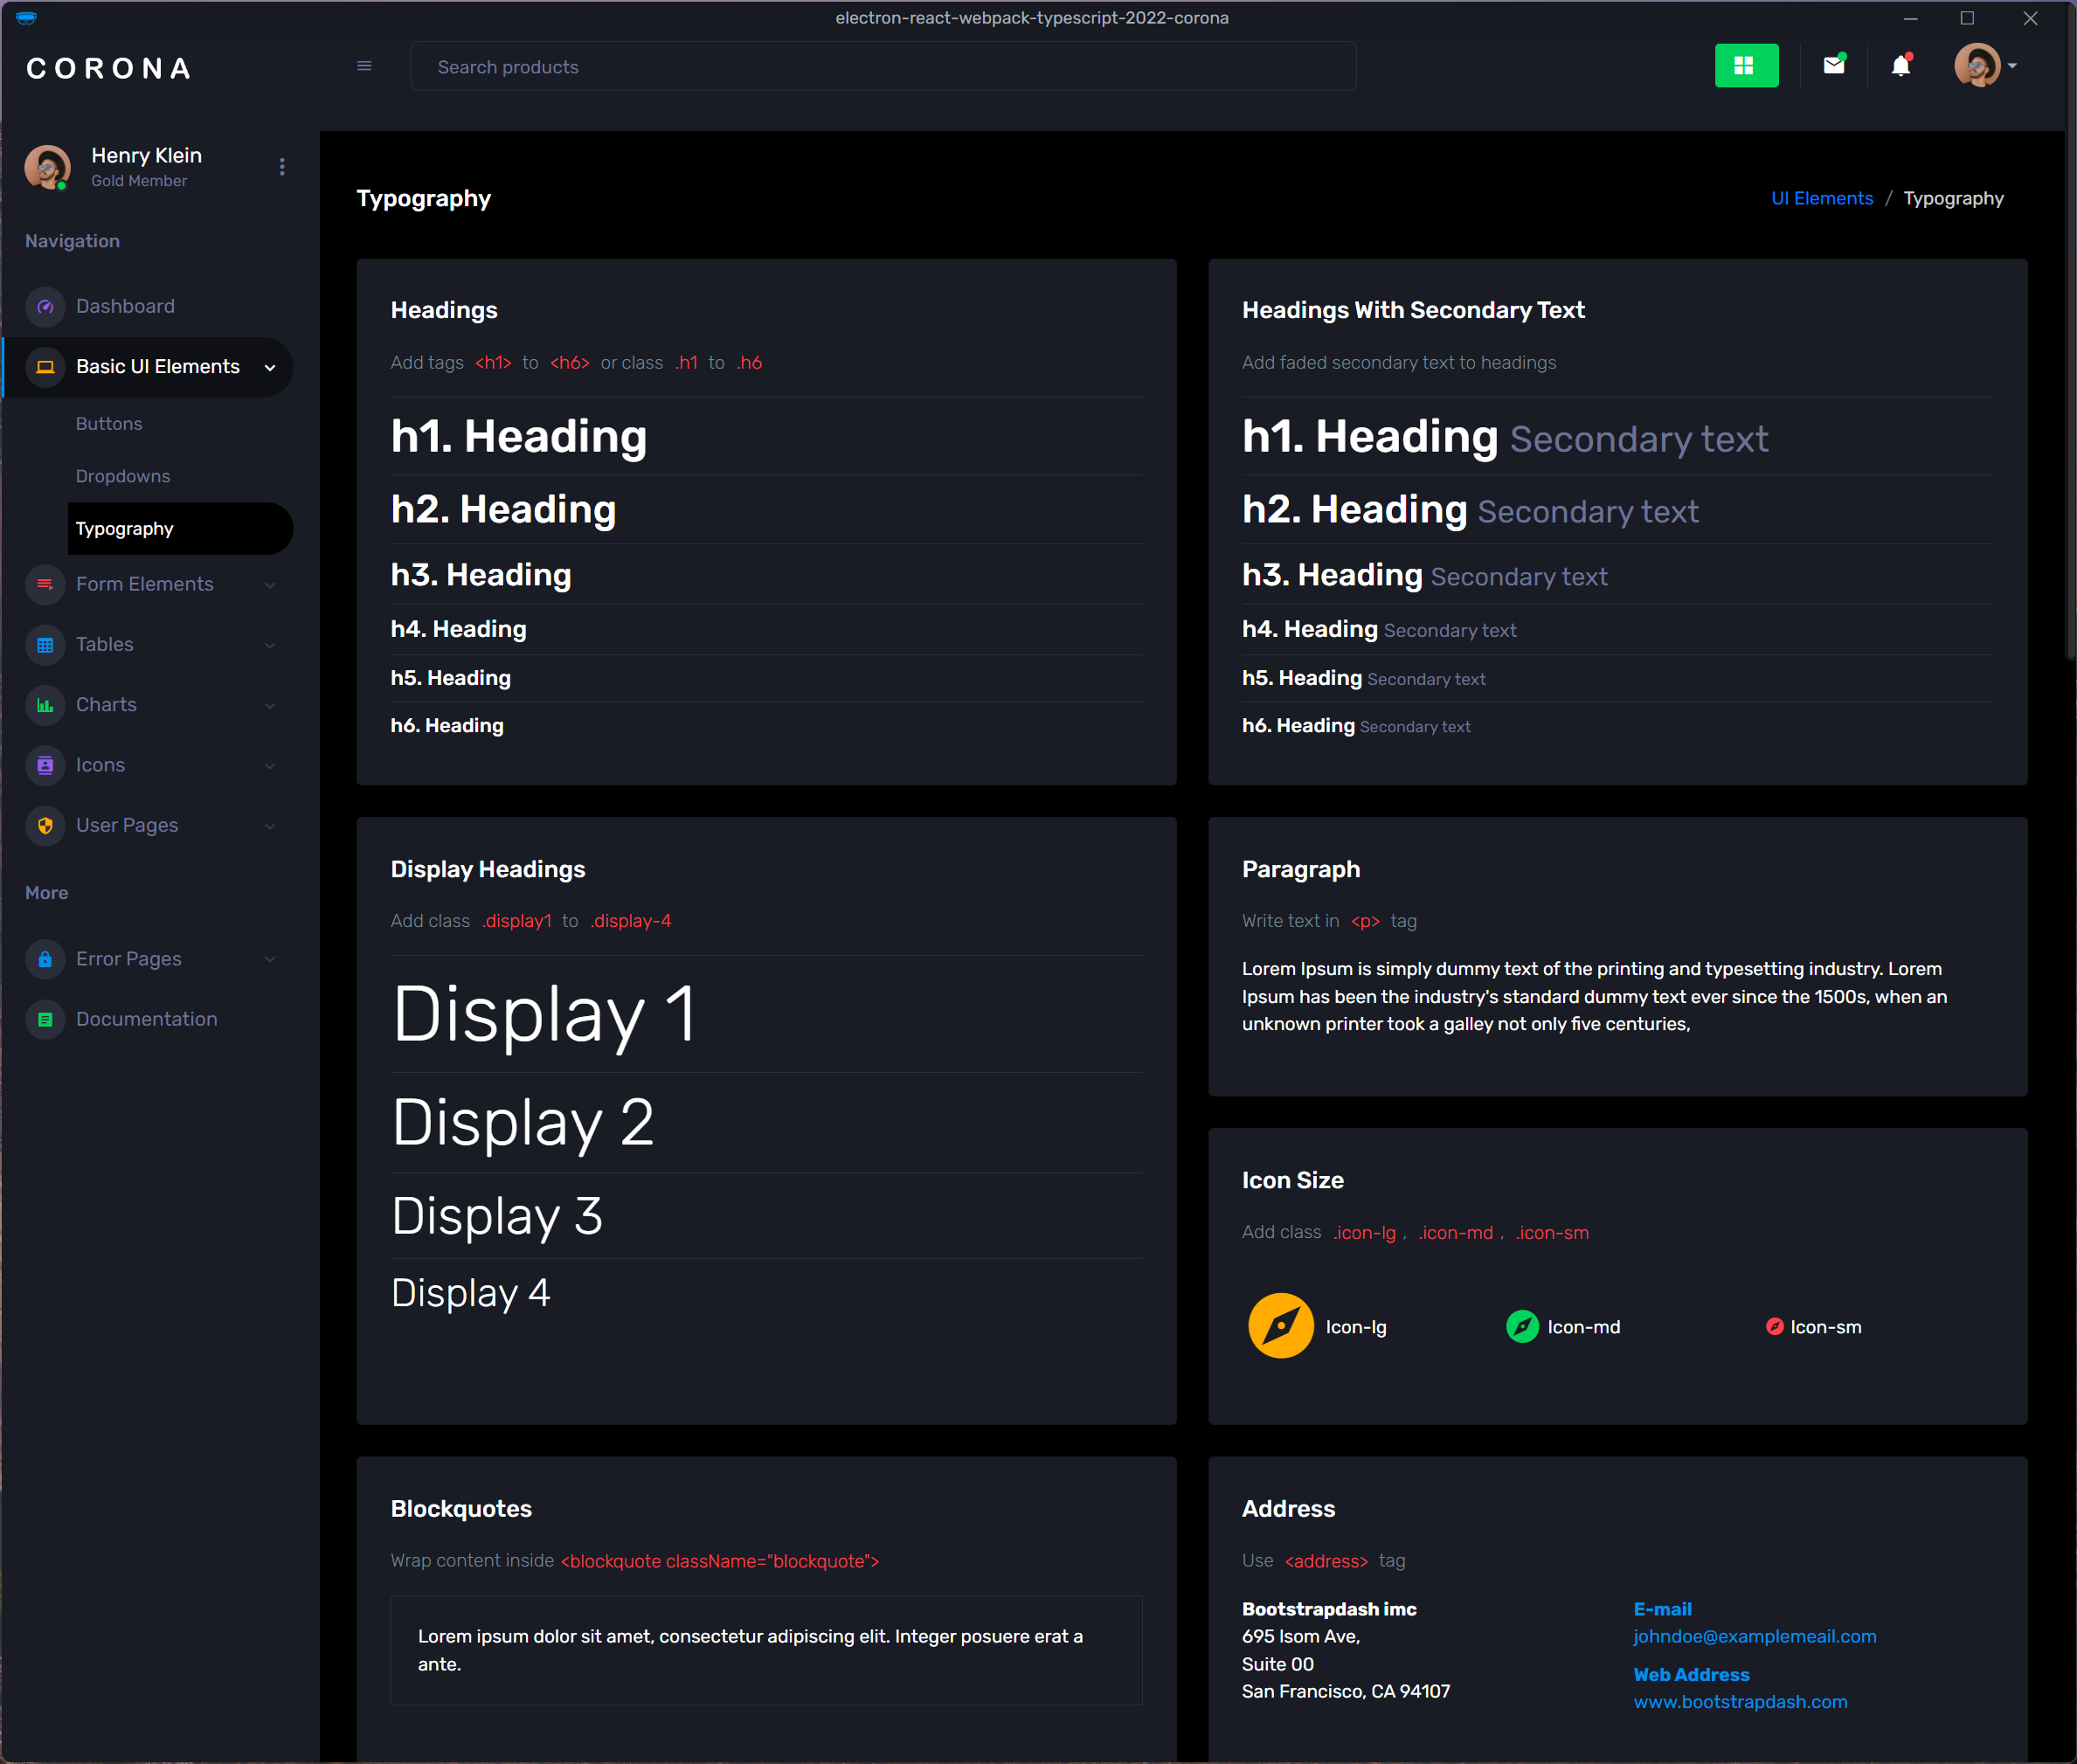 electron-react-webpack-typescript-2022-corona
CORONA
Search products
Henry Klein
Gold Member
Navigation
Dashboard
Basic UI Elements
Buttons
Dropdowns
Typography
Form Elements
Tables
Charts
Icons
User Pages
More
Error Pages
Documentation
Typography
UI Elements / Typography
Headings
Add tags <h1> to <h6> or class .h1 to .h6
h1. Heading
h2. Heading
h3. Heading
h4. Heading
h5. Heading
h6. Heading
Headings With Secondary Text
Add faded secondary text to headings
h1. Heading Secondary text
h2. Heading Secondary text
h3. Heading Secondary text
h4. Heading Secondary text
h5. Heading Secondary text
h6. Heading Secondary text
Display Headings
Add class .display1 to .display-4
Display 1
Display 2
Display 3
Display 4
Paragraph
Write text in <p> tag
Lorem Ipsum is simply dummy text of the printing and typesetting industry. Lorem
Ipsum has been the industry's standard dummy text ever since the 1500s, when an
unknown printer took a galley not only five centuries,
Icon Size
Add class .icon-lg , .icon-md , .icon-sm
Icon-lg
Icon-md
Icon-sm
Blockquotes
Wrap content inside <blockquote className="blockquote">
Lorem ipsum dolor sit amet, consectetur adipiscing elit. Integer posuere erat a
ante.
Address
Use <address> tag
Bootstrapdash imc
695 Isom Ave,
Suite 00
San Francisco, CA 94107
E-mail
johndoe@examplemeail.com
Web Address
www.bootstrapdash.com